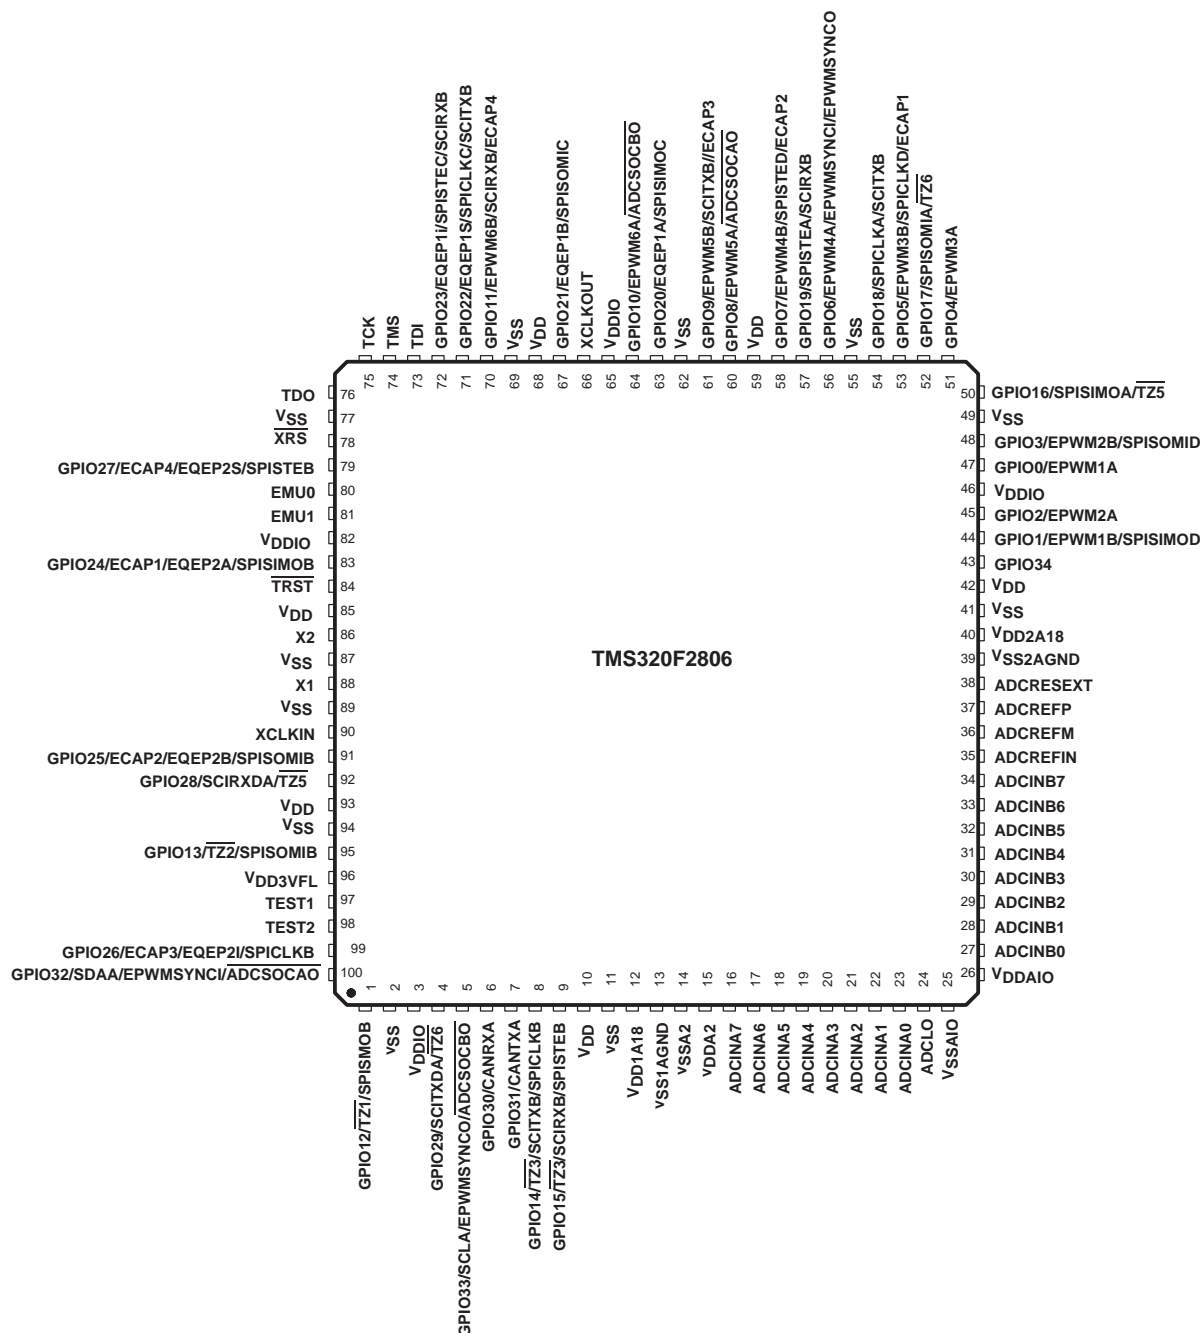 TCK
TMS
TDI
GPIO23/EQEP1i/SPISTEC/SCIRXB
GPIO22/EQEP1S/SPICLKC/SCITXB
GPIO11/EPWM6B/SCIRXB/ECAP4
VSS
VDD
GPIO21/EQEP1B/SPISOMIC
XCLKOUT
VDDIO
GPIO10/EPWM6A/ADCSOCBO
GPIO20/EQEP1A/SPISIMOC
VSS
GPIO9/EPWM5B/SCITXB//ECAP3
GPIO8/EPWM5A/ADCSOCAO
VDD
GPIO7/EPWM4B/SPISTED/ECAP2
GPIO19/SPISTEA/SCIRXB
GPIO6/EPWM4A/EPWMSYNCI/EPWMSYNCO
VSS
GPIO18/SPICLKA/SCITXB
GPIO5/EPWM3B/SPICLKD/ECAP1
GPIO17/SPISOMIA/TZ6
GPIO4/EPWM3A
75
74
73
72
71
70
69
68
67
66
65
64
63
62
61
60
59
58
57
56
55
54
53
52
51
TDO 76
VSS 77
XRS 78
GPIO27/ECAP4/EQEP2S/SPISTEB 79
EMU0 80
EMU1 81
VDDIO 82
GPIO24/ECAP1/EQEP2A/SPISIMOB 83
TRST 84
VDD 85
X2 86
VSS 87
X1 88
VSS 89
XCLKIN 90
GPIO25/ECAP2/EQEP2B/SPISOMIB 91
GPIO28/SCIRXDA/TZ5 92
VDD 93
VSS 94
GPIO13/TZ2/SPISOMIB 95
VDD3VFL 96
TEST1 97
TEST2 98
GPIO26/ECAP3/EQEP2I/SPICLKB 99
GPIO32/SDAA/EPWMSYNCI/ADCSOCAO 100
TMS320F2806
50 GPIO16/SPISIMOA/TZ5
49 VSS
48 GPIO3/EPWM2B/SPISOMID
47 GPIO0/EPWM1A
46 VDDIO
45 GPIO2/EPWM2A
44 GPIO1/EPWM1B/SPISIMOD
43 GPIO34
42 VDD
41 VSS
40 VDD2A18
39 VSS2AGND
38 ADCRESEXT
37 ADCREFP
36 ADCREFM
35 ADCREFIN
34 ADCINB7
33 ADCINB6
32 ADCINB5
31 ADCINB4
30 ADCINB3
29 ADCINB2
28 ADCINB1
27 ADCINB0
26 VDDAIO
1
2
3
4
5
6
7
8
9
10
11
12
13
14
15
16
17
18
19
20
21
22
23
24
25
GPIO12/TZ1/SPISMOB
VSS
VDDIO
GPIO29/SCITXDA/TZ6
GPIO33/SCLA/EPWMSYNCO/ADCSOCBO
GPIO30/CANRXA
GPIO31/CANTXA
GPIO14/TZ3/SCITXB/SPICLKB
GPIO15/TZ3/SCIRXB/SPISTEB
VDD
VSS
VDD1A18
VSS1AGND
VSSA2
VDDA2
ADCINA7
ADCINA6
ADCINA5
ADCINA4
ADCINA3
ADCINA2
ADCINA1
ADCINA0
ADCLO
VSSAIO